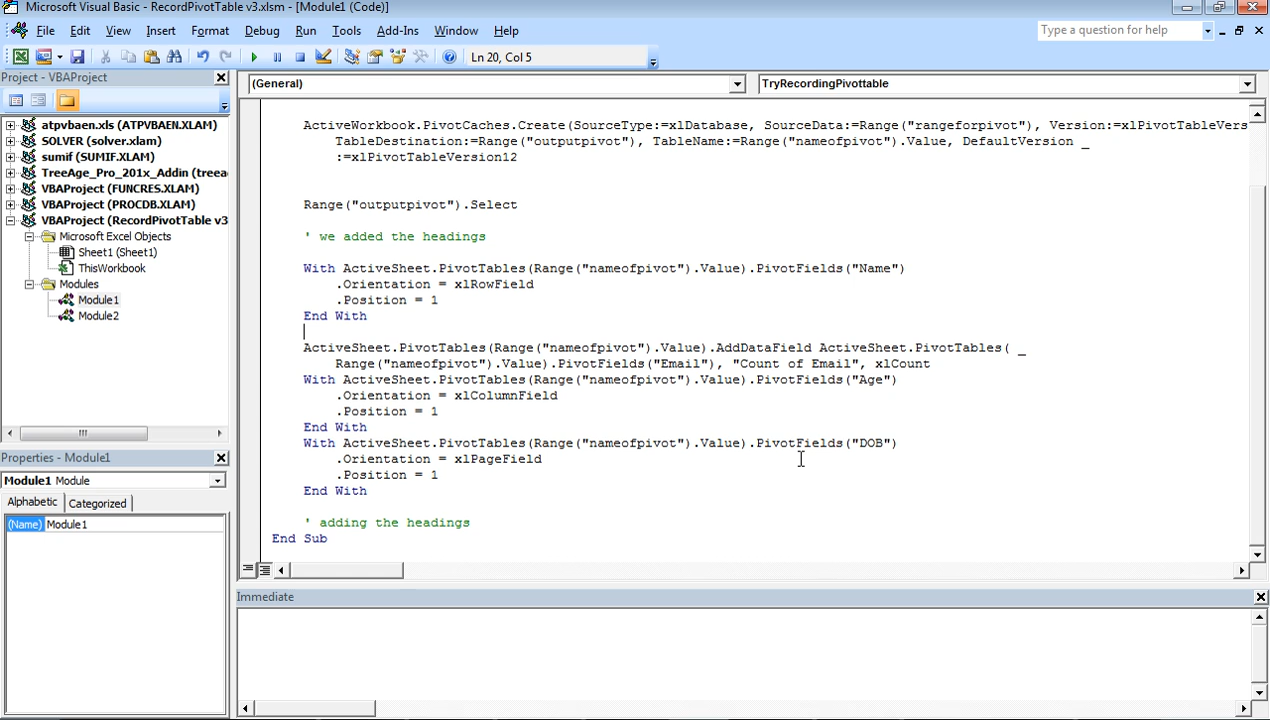 Microsoft Visual Basic - RecordPivotTable v3.xlsm - [Module1 (Code)]
File Edit View Insert Format Debug Run Tools Add-Ins Window Help
Type a question for help
Ln 20, Col 5
Project - VBAProject
(General)
TryRecordingPivottable
atpvbaen.xls (ATPVBAEN.XLAM)
SOLVER (solver.xlam)
sumif (SUMIF.XLAM)
TreeAge_Pro_201x_Addin (treea
VBAProject (FUNCRES.XLAM)
VBAProject (PROCDB.XLAM)
VBAProject (RecordPivotTable v3
Microsoft Excel Objects
Sheet1 (Sheet1)
ThisWorkbook
Modules
Module1
Module2
Properties - Module1
Module1 Module
Alphabetic Categorized
(Name) Module1
ActiveWorkbook.PivotCaches.Create(SourceType:=xlDatabase, SourceData:=Range("rangeforpivot"), Version:=xlPivotTableVers
TableDestination:=Range("outputpivot"), TableName:=Range("nameofpivot").Value, DefaultVersion _
:=xlPivotTableVersion12
Range("outputpivot").Select
' we added the headings
With ActiveSheet.PivotTables(Range("nameofpivot").Value).PivotFields("Name")
.Orientation = xlRowField
.Position = 1
End With
ActiveSheet.PivotTables(Range("nameofpivot").Value).AddDataField ActiveSheet.PivotTables( _
Range("nameofpivot").Value).PivotFields("Email"), "Count of Email", xlCount
With ActiveSheet.PivotTables(Range("nameofpivot").Value).PivotFields("Age")
.Orientation = xlColumnField
.Position = 1
End With
With ActiveSheet.PivotTables(Range("nameofpivot").Value).PivotFields("DOB")
.Orientation = xlPageField
.Position = 1
End With
' adding the headings
End Sub
Immediate